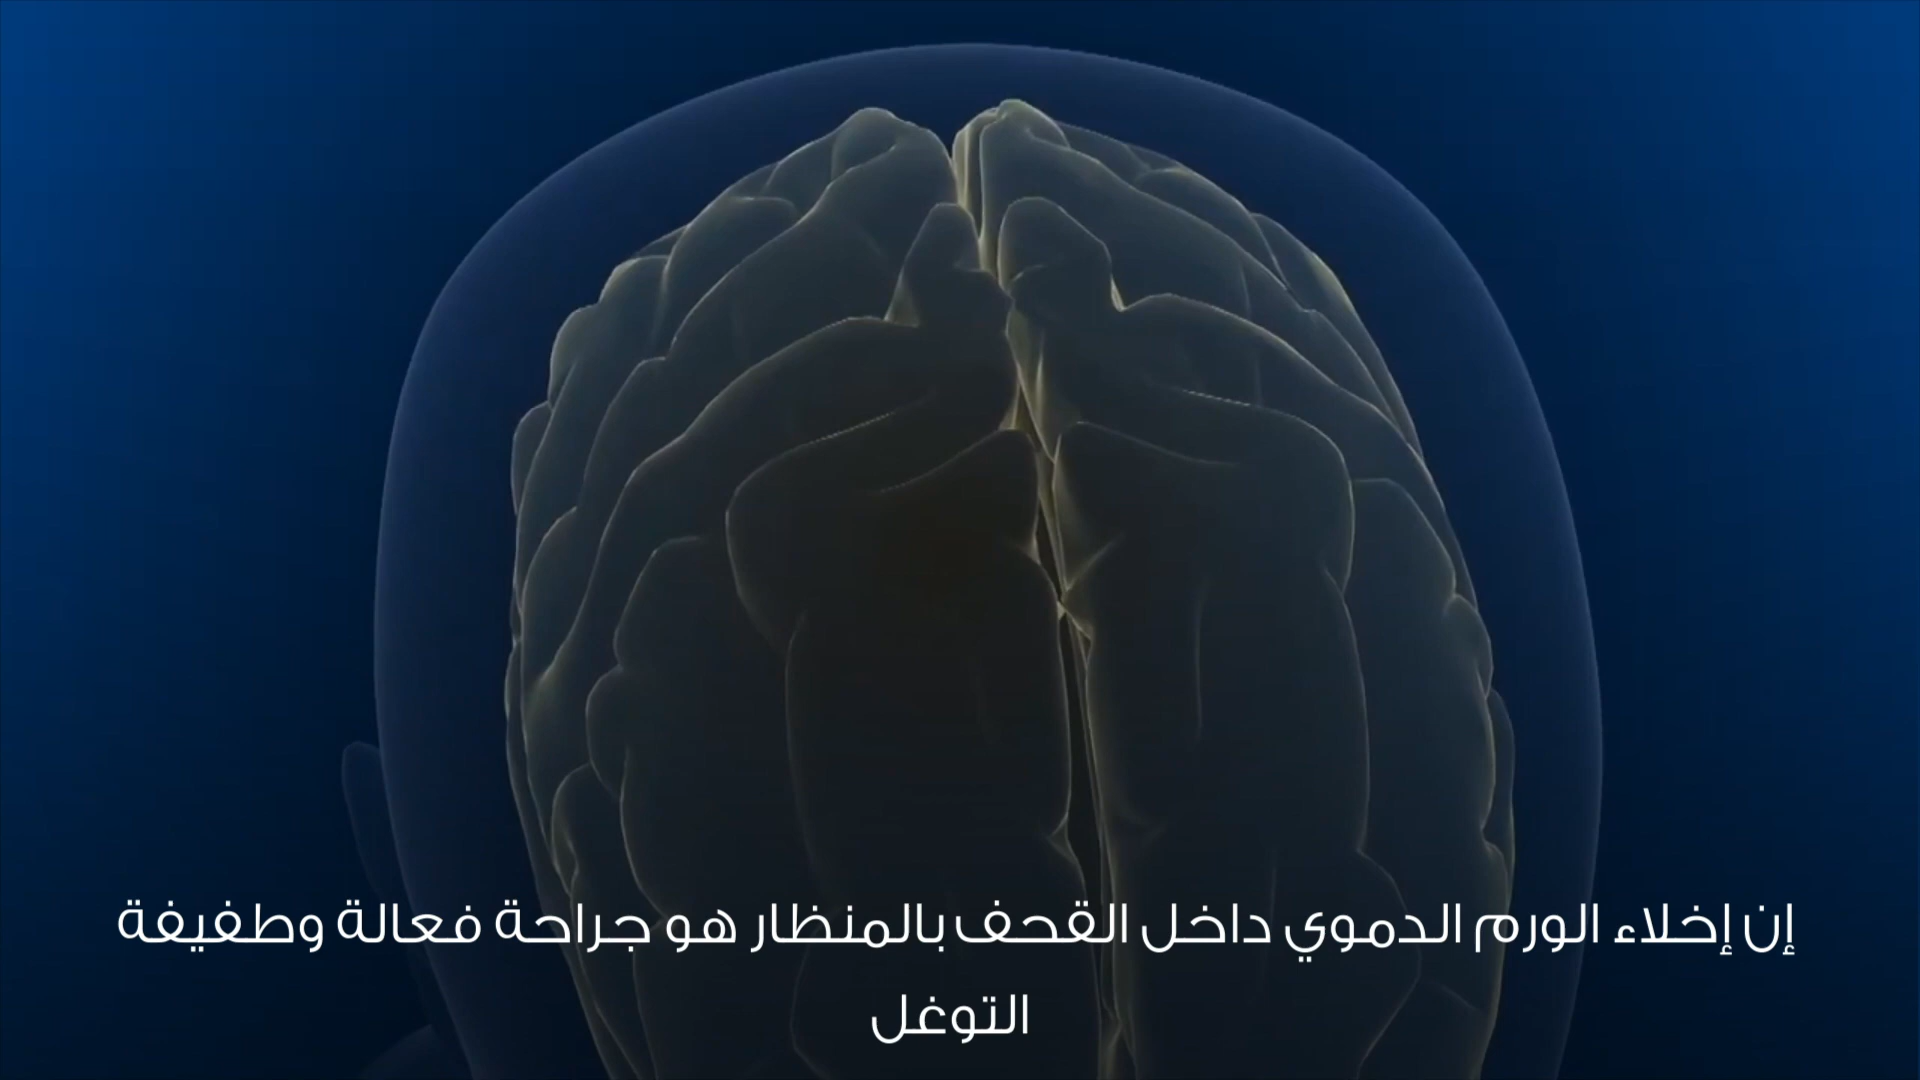 إن إخلاء الورم الدموي داخل القحف بالمنظار هو جراحة فعالة وطفيفة
التوغل